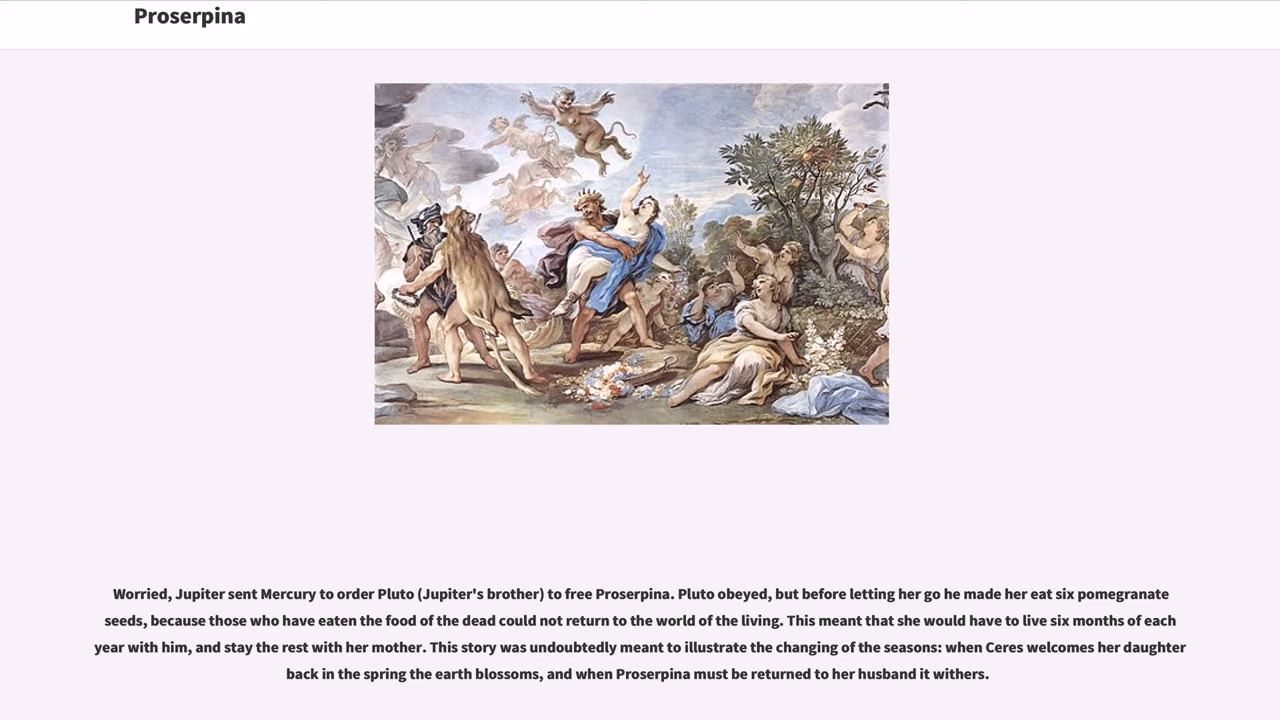 Proserpina
Worried, Jupiter sent Mercury to order Pluto (Jupiter's brother) to free Proserpina. Pluto obeyed, but before letting her go he made her eat six pomegranate
seeds, because those who have eaten the food of the dead could not return to the world of the living. This meant that she would have to live six months of each
year with him, and stay the rest with her mother. This story was undoubtedly meant to illustrate the changing of the seasons: when Ceres welcomes her daughter
back in the spring the earth blossoms, and when Proserpina must be returned to her husband it withers.